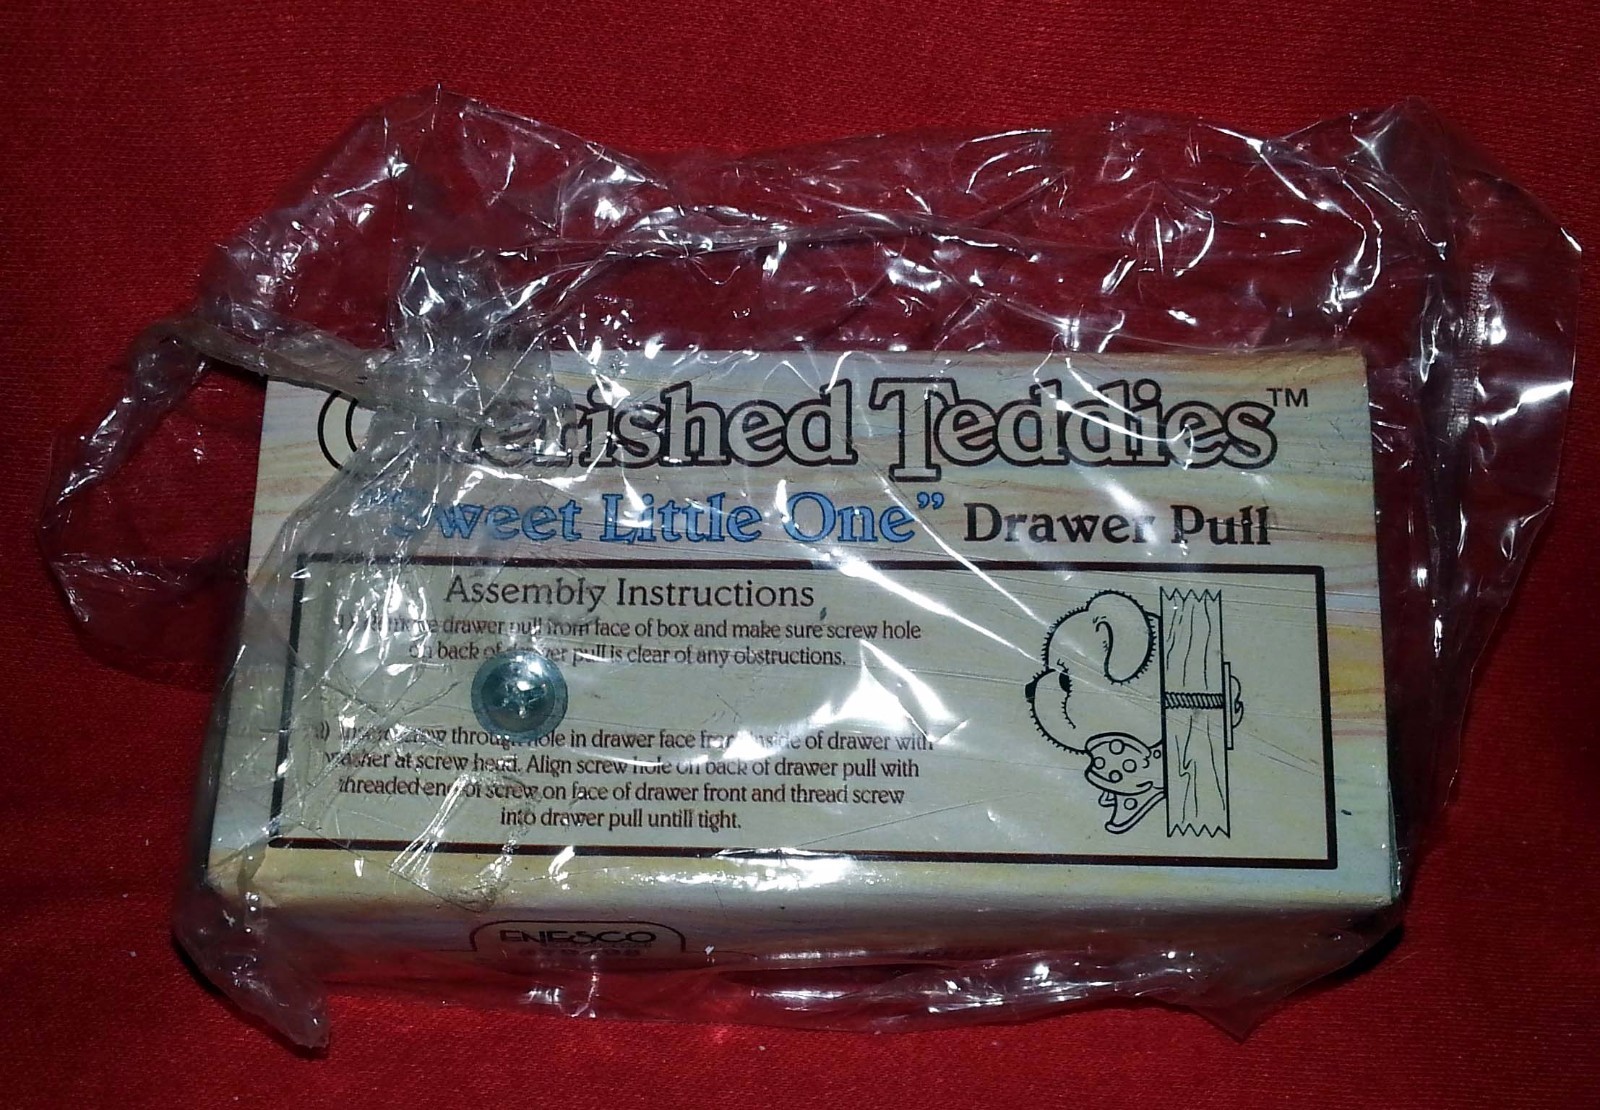 Cherished Teddies™
"Sweet Little One" Drawer Pull
Assembly Instructions
Remove drawer pull from face of box and make sure screw hole
on back of drawer pull is clear of any obstructions.
screw through hole in drawer face from inside of drawer with
washer at screw head. Align screw hole on back of drawer pull with
threaded end of screw on face of drawer front and thread screw
into drawer pull untill tight.
ENESCO